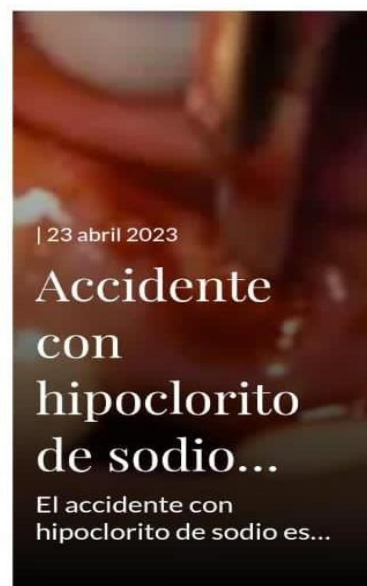 | 23 abril 2023
Accidente
con
hipoclorito
de sodio...
El accidente con
hipoclorito de sodio es...